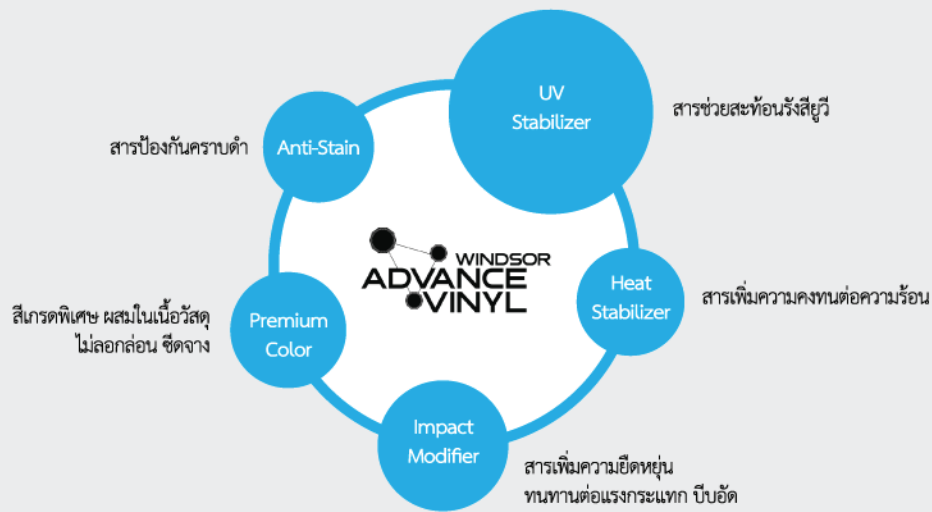 UV
Stabilizer
สารช่วยสะท้อนรังสียูวี
Anti-Stain
สารป้องกันคราบดำ
WINDSOR
ADVANCE
VINYL
Heat
Stabilizer
สารเพิ่มความคงทนต่อความร้อน
สีเกรดพิเศษ ผสมในเนื้อวัสดุ
ไม่ลอกล่อน ซีดจาง
Premium
Color
Impact
Modifier
สารเพิ่มความยืดหยุ่น
ทนทานต่อแรงกระแทก บีบอัด